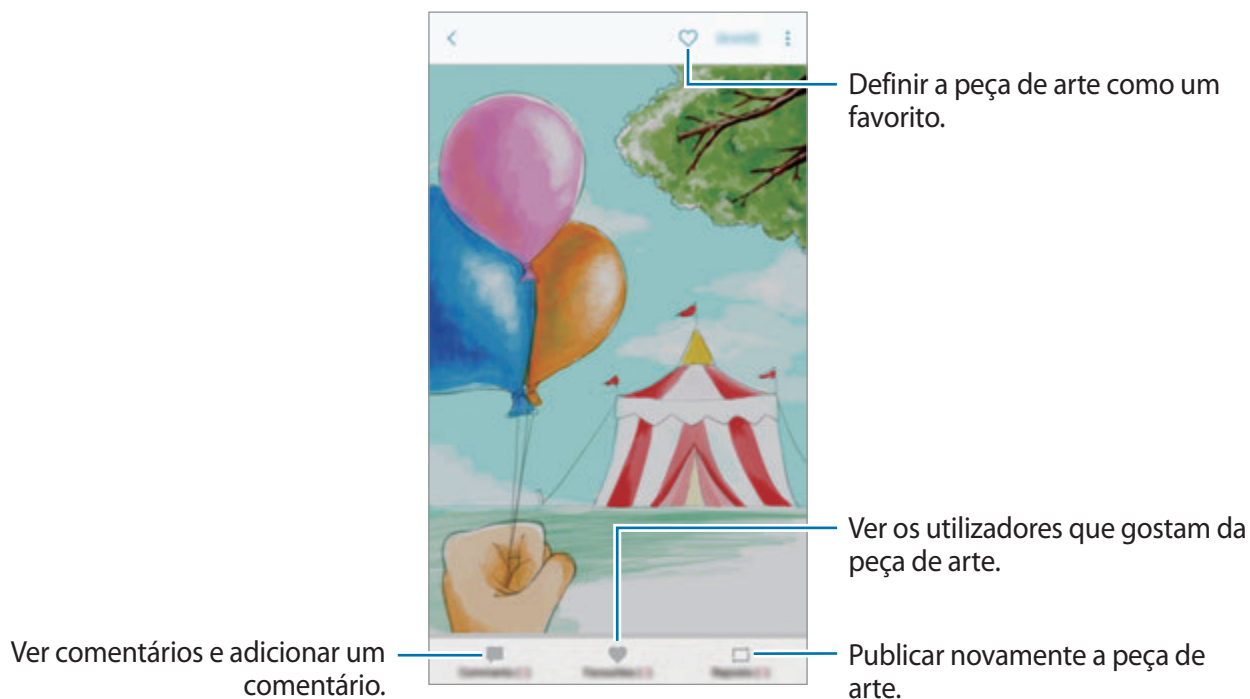 Definir a peça de arte como um
favorito.
Ver os utilizadores que gostam da
peça de arte.
Ver comentários e adicionar um
comentário.
Publicar novamente a peça de
arte.